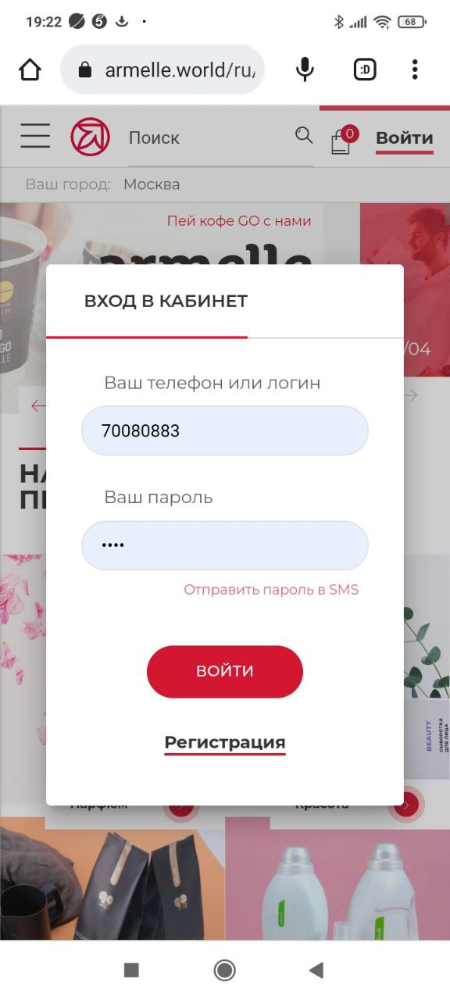 19:22
68
armelle.world/ru/
:D
Поиск
0
Войти
Ваш город: Москва
Пей кофе GO с нами
armelle
/04
ВХОД В КАБИНЕТ
Ваш телефон или логин
70080883
Ваш пароль
••••
Отправить пароль в SMS
ВОЙТИ
Регистрация
BEAUTY
СЫВОРОТКА
ДЛЯ ЛИЦА
Парфюм
Красота